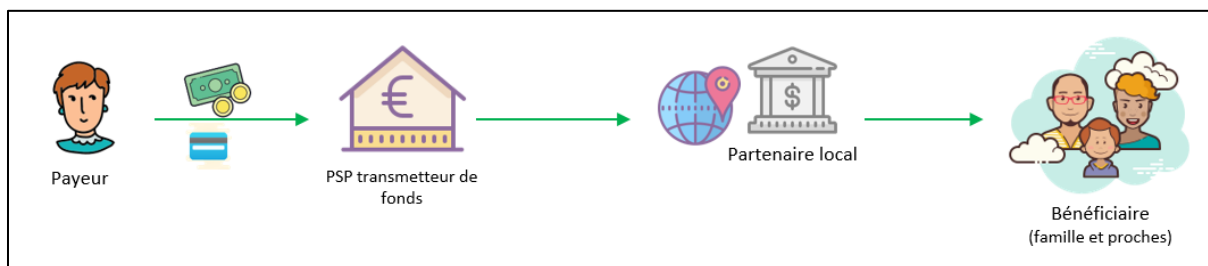 €
$
Payeur
PSP transmetteur de
fonds
Partenaire local
Bénéficiaire
(famille et proches)